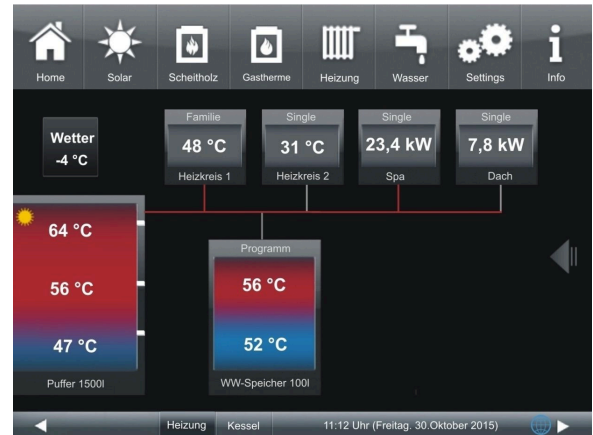 Home Solar Scheitholz Gastherme Heizung Wasser Settings Info
Wetter
-4 °C
Familie
48 °C
Heizkreis 1
Single
31 °C
Heizkreis 2
Single
23,4 kW
Spa
Single
7,8 kW
Dach
64 °C
56 °C
47 °C
Puffer 1500l
Programm
56 °C
52 °C
WW-Speicher 100l
Heizung Kessel 11:12 Uhr (Freitag. 30.Oktober 2015)